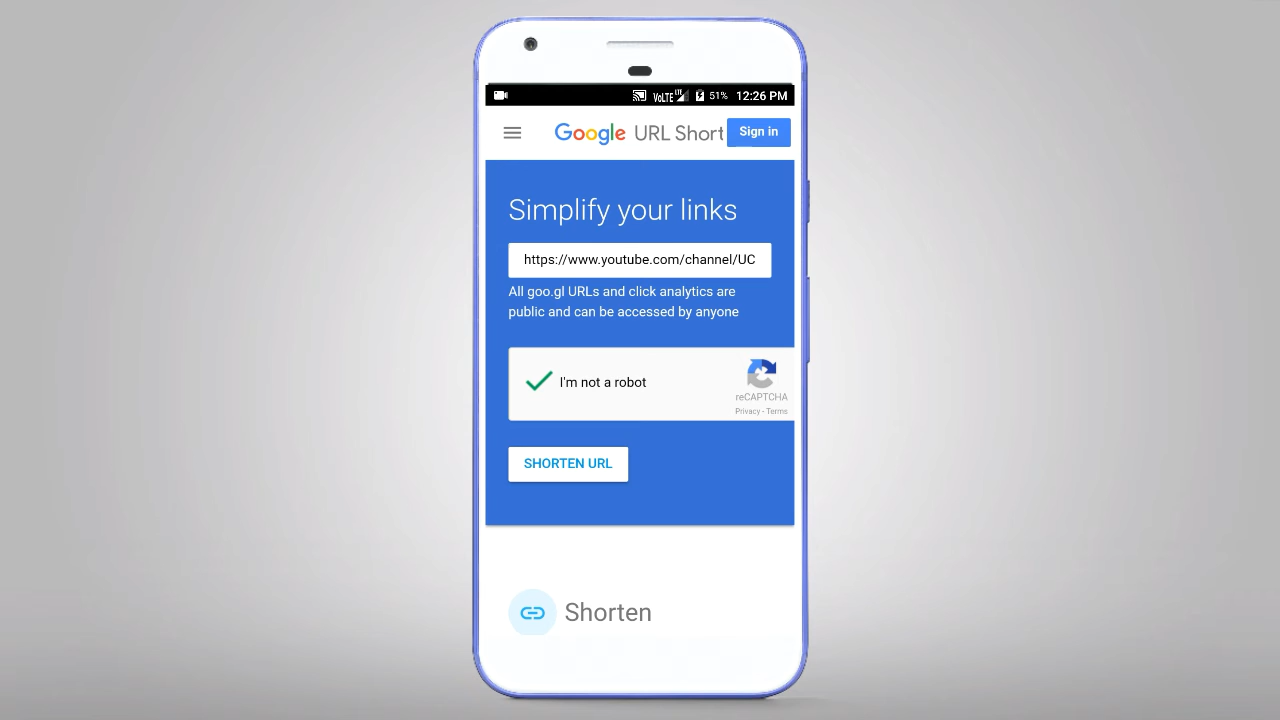 VoLTE LTE 51% 12:26 PM
Google URL Short
Sign in
Simplify your links
https://www.youtube.com/channel/UC
All goo.gl URLs and click analytics are
public and can be accessed by anyone
I'm not a robot
reCAPTCHA
Privacy - Terms
SHORTEN URL
Shorten